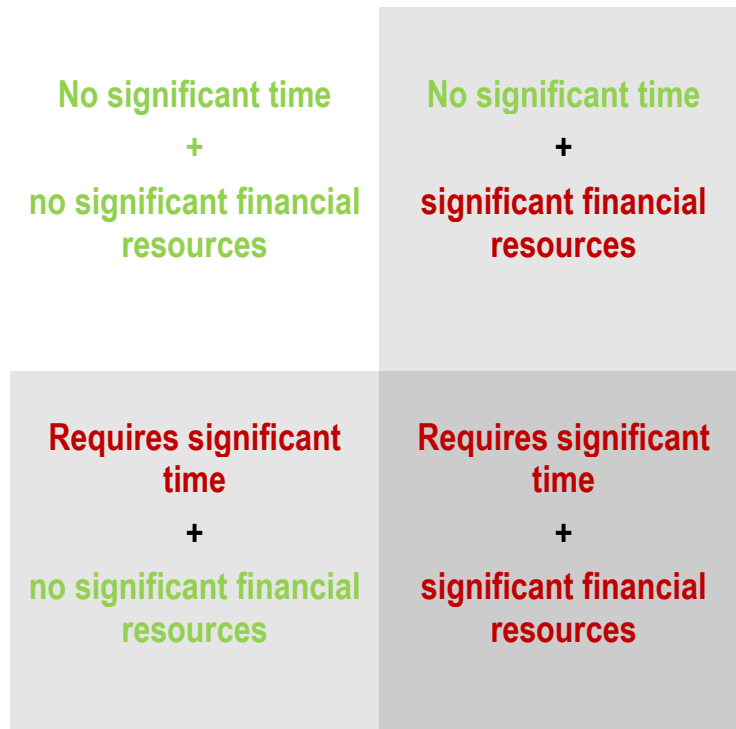 No significant time
+
no significant financial
resources
No significant time
+
significant financial
resources
Requires significant
time
+
no significant financial
resources
Requires significant
time
+
significant financial
resources